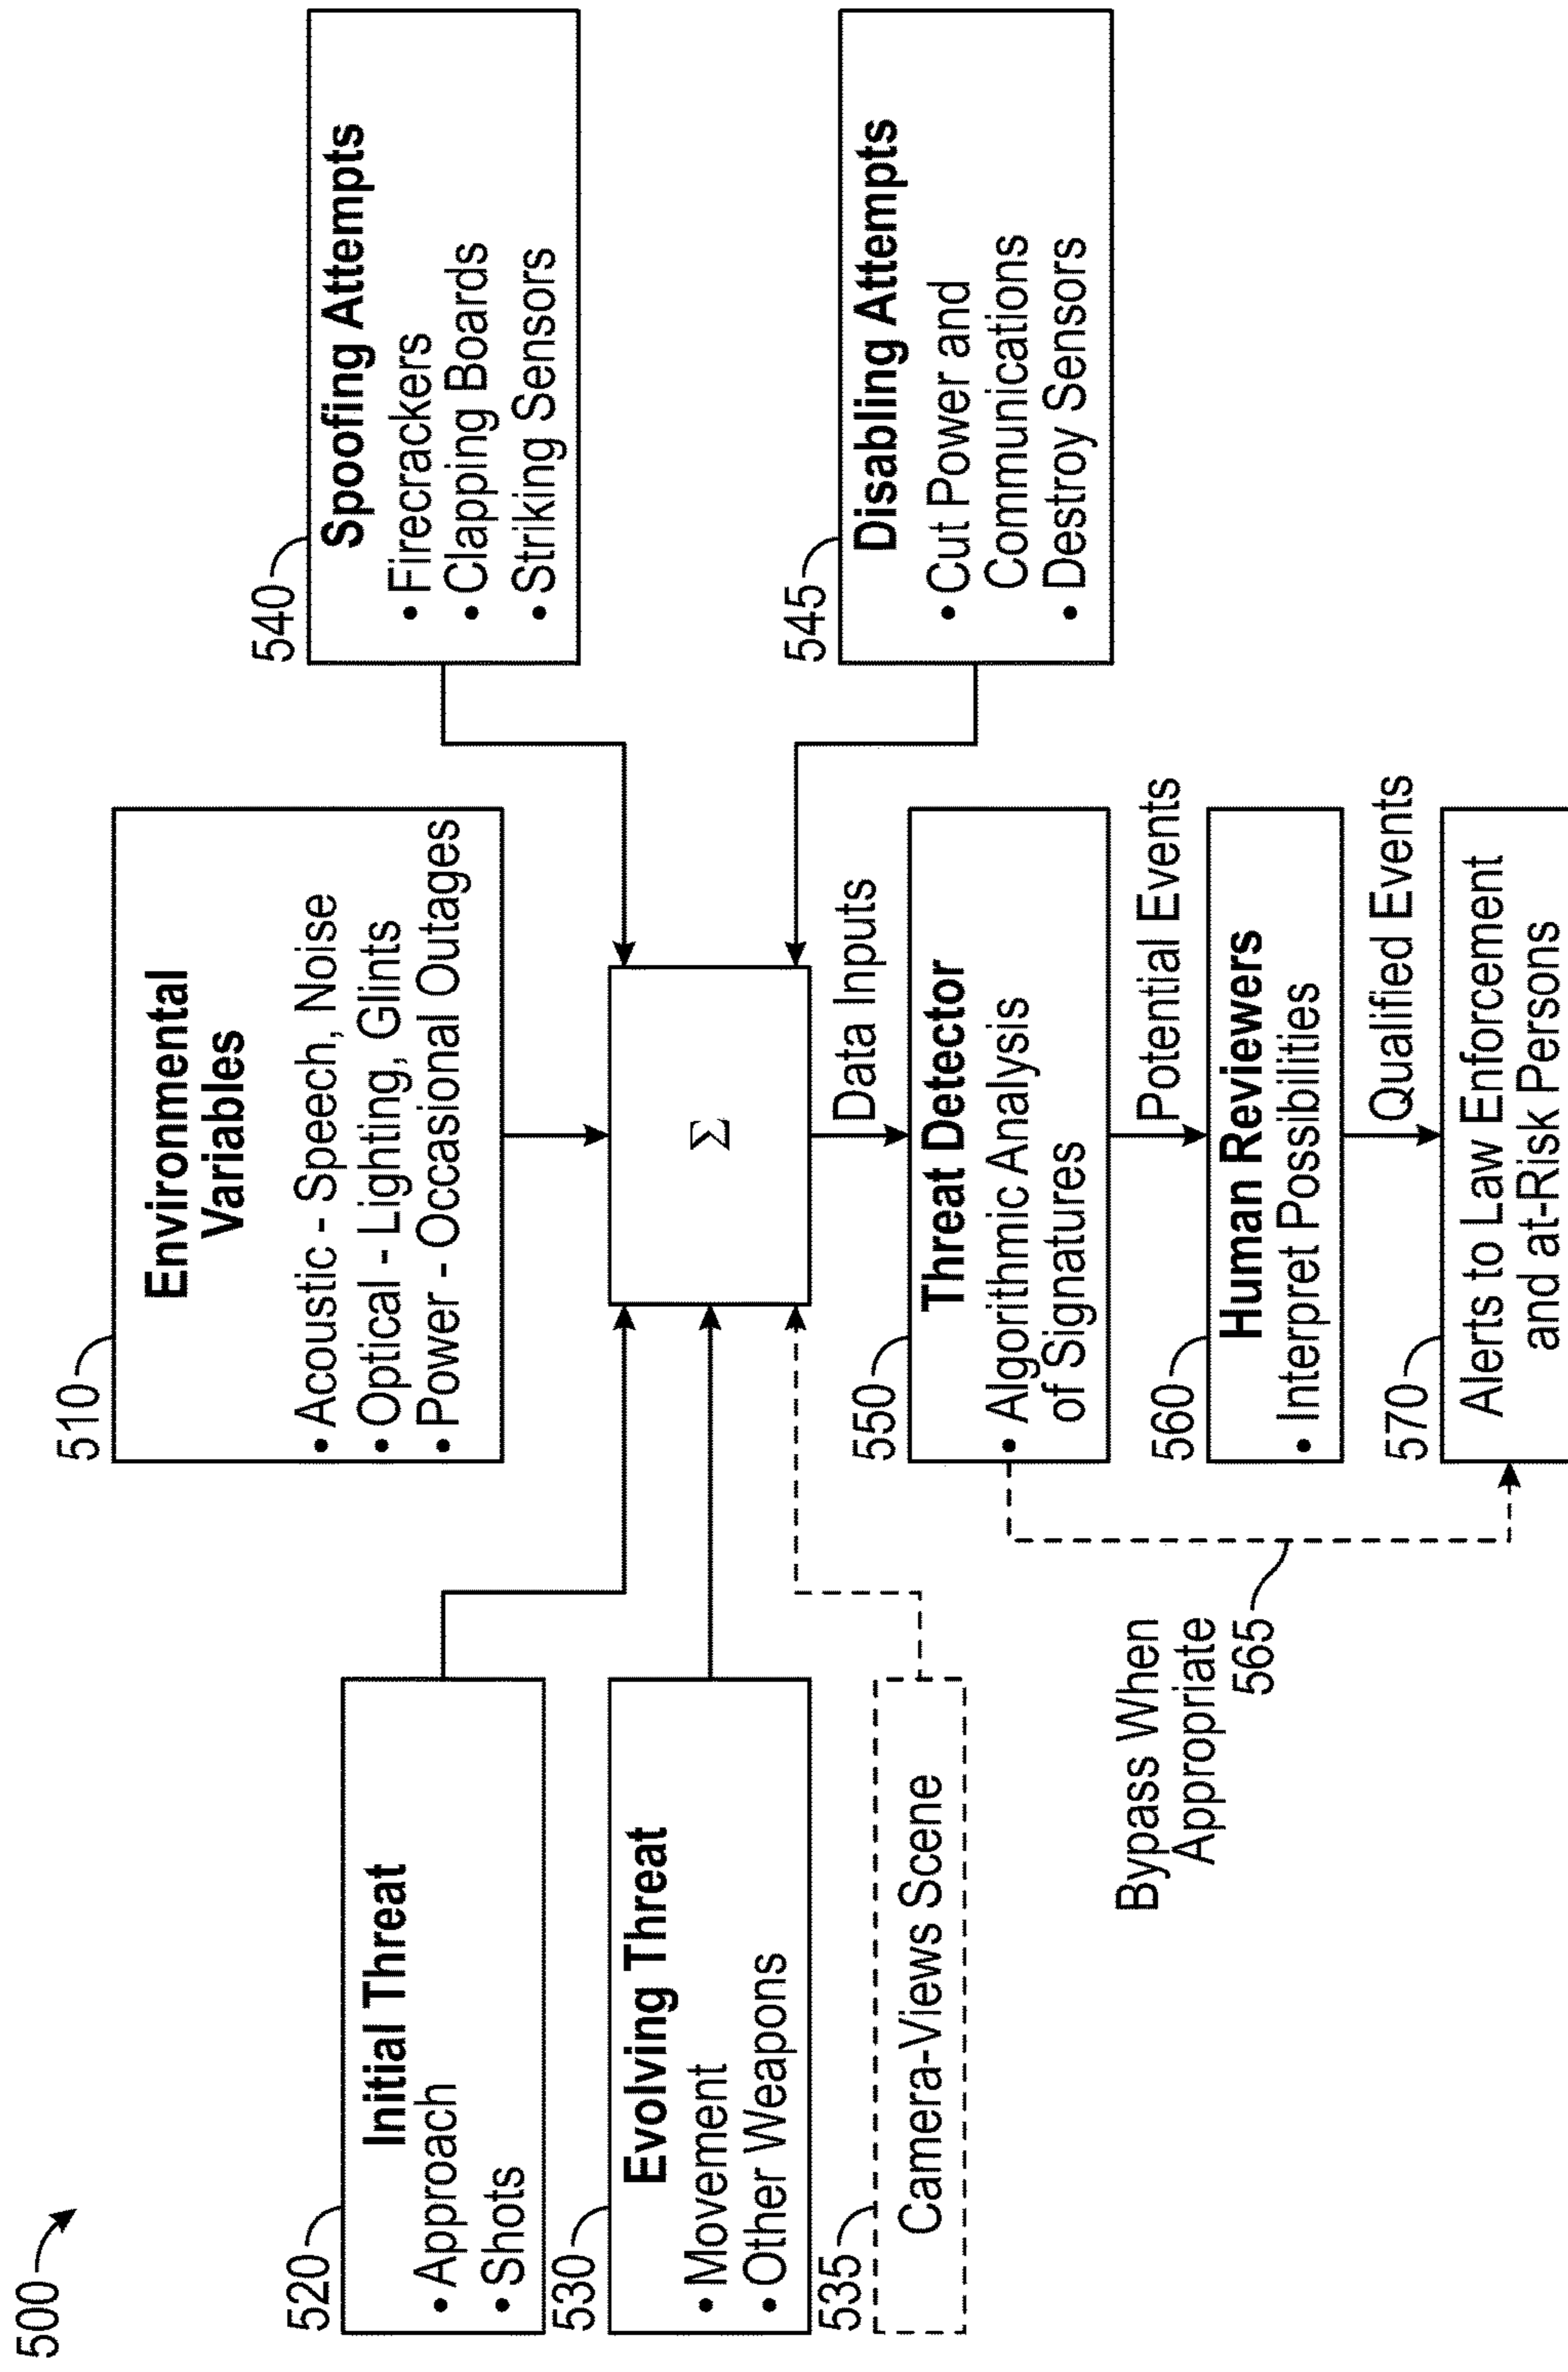 500
510
Environmental
Variables
• Acoustic - Speech, Noise
• Optical - Lighting, Glints
• Power - Occasional Outages
520
Initial Threat
• Approach
• Shots
530
Evolving Threat
• Movement
• Other Weapons
535
Camera-Views Scene
540
Spoofing Attempts
• Firecrackers
• Clapping Boards
• Striking Sensors
545
Disabling Attempts
• Cut Power and
Communications
• Destroy Sensors
Σ
Data Inputs
550
Threat Detector
• Algorithmic Analysis
of Signatures
Potential Events
560
Human Reviewers
• Interpret Possibilities
Bypass When
Appropriate
565
Qualified Events
570
Alerts to Law Enforcement
and at-Risk Persons